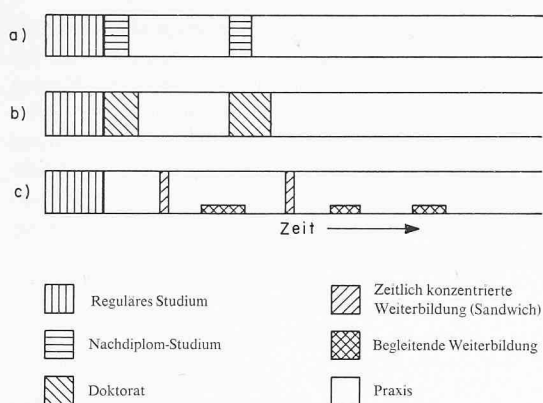 a)
b)
c)
Zeit
Reguläres Studium
Nachdiplom-Studium
Doktorat
Zeitlich konzentrierte
Weiterbildung (Sandwich)
Begleitende Weiterbildung
Praxis